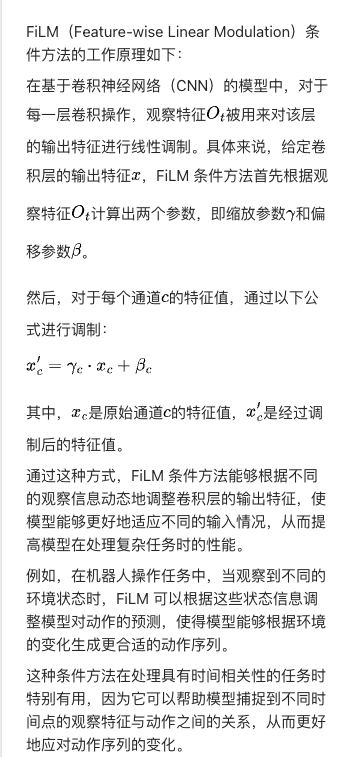 FiLM（Feature-wise Linear Modulation）条
件方法的工作原理如下：
在基于卷积神经网络（CNN）的模型中，对于
每一层卷积操作，观察特征Oₜ被用来对该层
的输出特征进行线性调制。具体来说，给定卷
积层的输出特征x，FiLM 条件方法首先根据观
察特征Oₜ计算出两个参数，即缩放参数γ和偏
移参数β。
然后，对于每个通道c的特征值，通过以下公
式进行调制：
x′_c = γ_c · x_c + β_c
其中，x_c是原始通道c的特征值，x′_c是经过调
制后的特征值。
通过这种方式，FiLM 条件方法能够根据不同
的观察信息动态地调整卷积层的输出特征，使
模型能够更好地适应不同的输入情况，从而提
高模型在处理复杂任务时的性能。
例如，在机器人操作任务中，当观察到不同的
环境状态时，FiLM 可以根据这些状态信息调
整模型对动作的预测，使得模型能够根据环境
的变化生成更合适的动作序列。
这种条件方法在处理具有时间相关性的任务时
特别有用，因为它可以帮助模型捕捉到不同时
间点的观察特征与动作之间的关系，从而更好
地应对动作序列的变化。